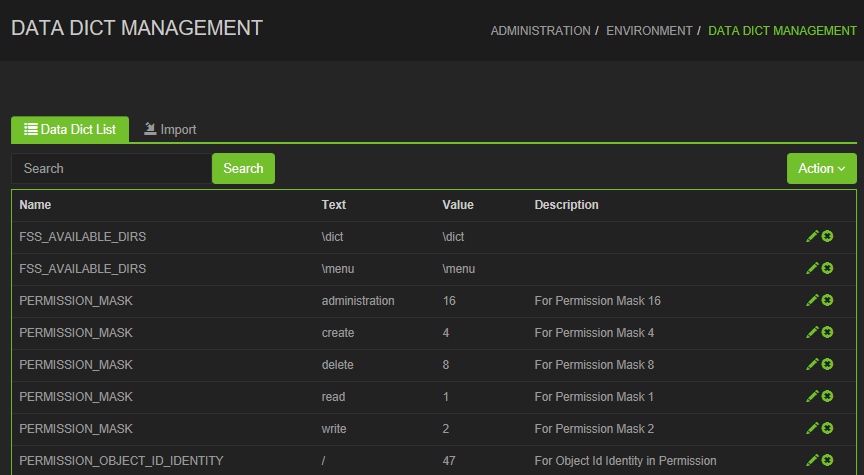 DATA DICT MANAGEMENT
ADMINISTRATION / ENVIRONMENT / DATA DICT MANAGEMENT
Data Dict List Import
Search Search Action
Name Text Value Description
FSS_AVAILABLE_DIRS \dict \dict
FSS_AVAILABLE_DIRS \menu \menu
PERMISSION_MASK administration 16 For Permission Mask 16
PERMISSION_MASK create 4 For Permission Mask 4
PERMISSION_MASK delete 8 For Permission Mask 8
PERMISSION_MASK read 1 For Permission Mask 1
PERMISSION_MASK write 2 For Permission Mask 2
PERMISSION_OBJECT_ID_IDENTITY / 47 For Object Id Identity in Permission